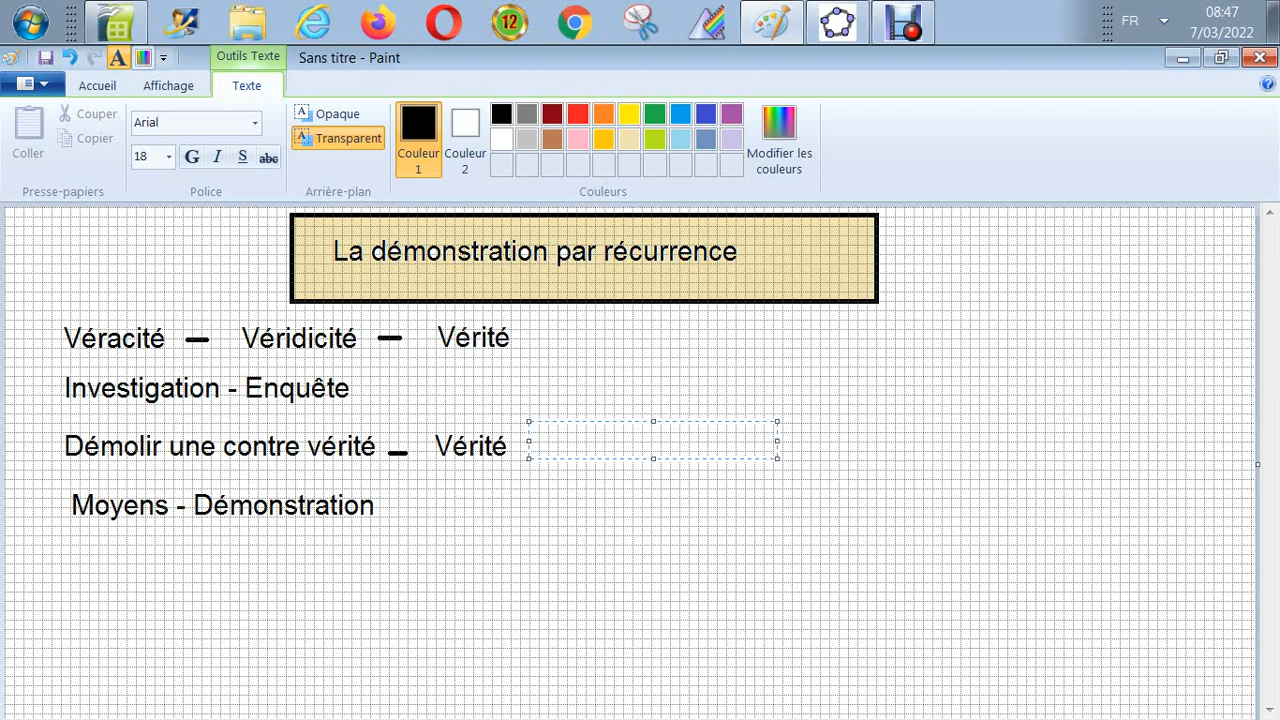 FR
08:47
7/03/2022
12
Outils Texte
Sans titre - Paint
Accueil
Affichage
Texte
Coller
Couper
Copier
Presse-papiers
Arial
18
G I S abc
Police
Opaque
Transparent
Arrière-plan
Couleur 1
Couleur 2
Modifier les couleurs
Couleurs
La démonstration par récurrence
Véracité – Véridicité – Vérité
Investigation - Enquête
Démolir une contre vérité – Vérité
Moyens - Démonstration